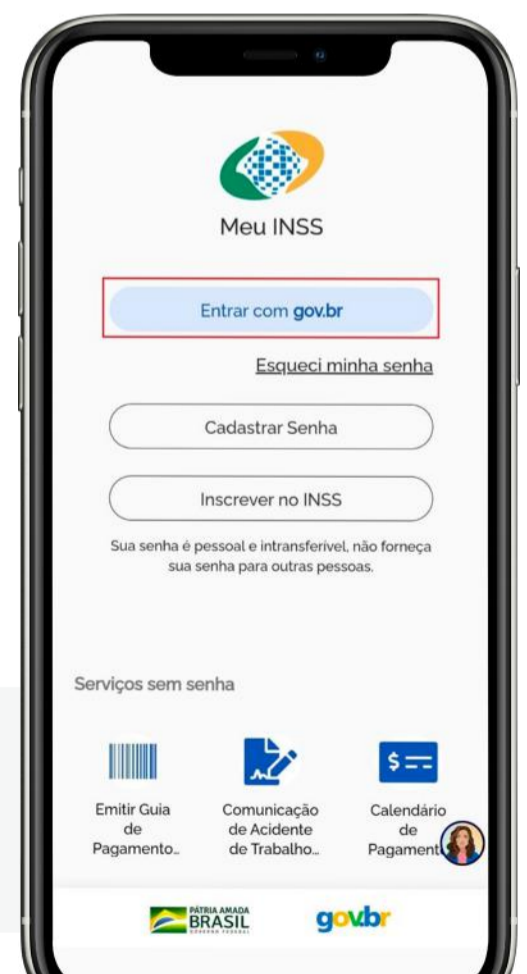 Meu INSS
Entrar com gov.br
Esqueci minha senha
Cadastrar Senha
Inscrever no INSS
Sua senha é pessoal e intransferível, não forneça
sua senha para outras pessoas.
Serviços sem senha
Emitir Guia
de
Pagamento...
Comunicação
de Acidente
de Trabalho...
Calendário
de
Pagament
PÁTRIA AMADA
BRASIL
GOVERNO FEDERAL
gov.br